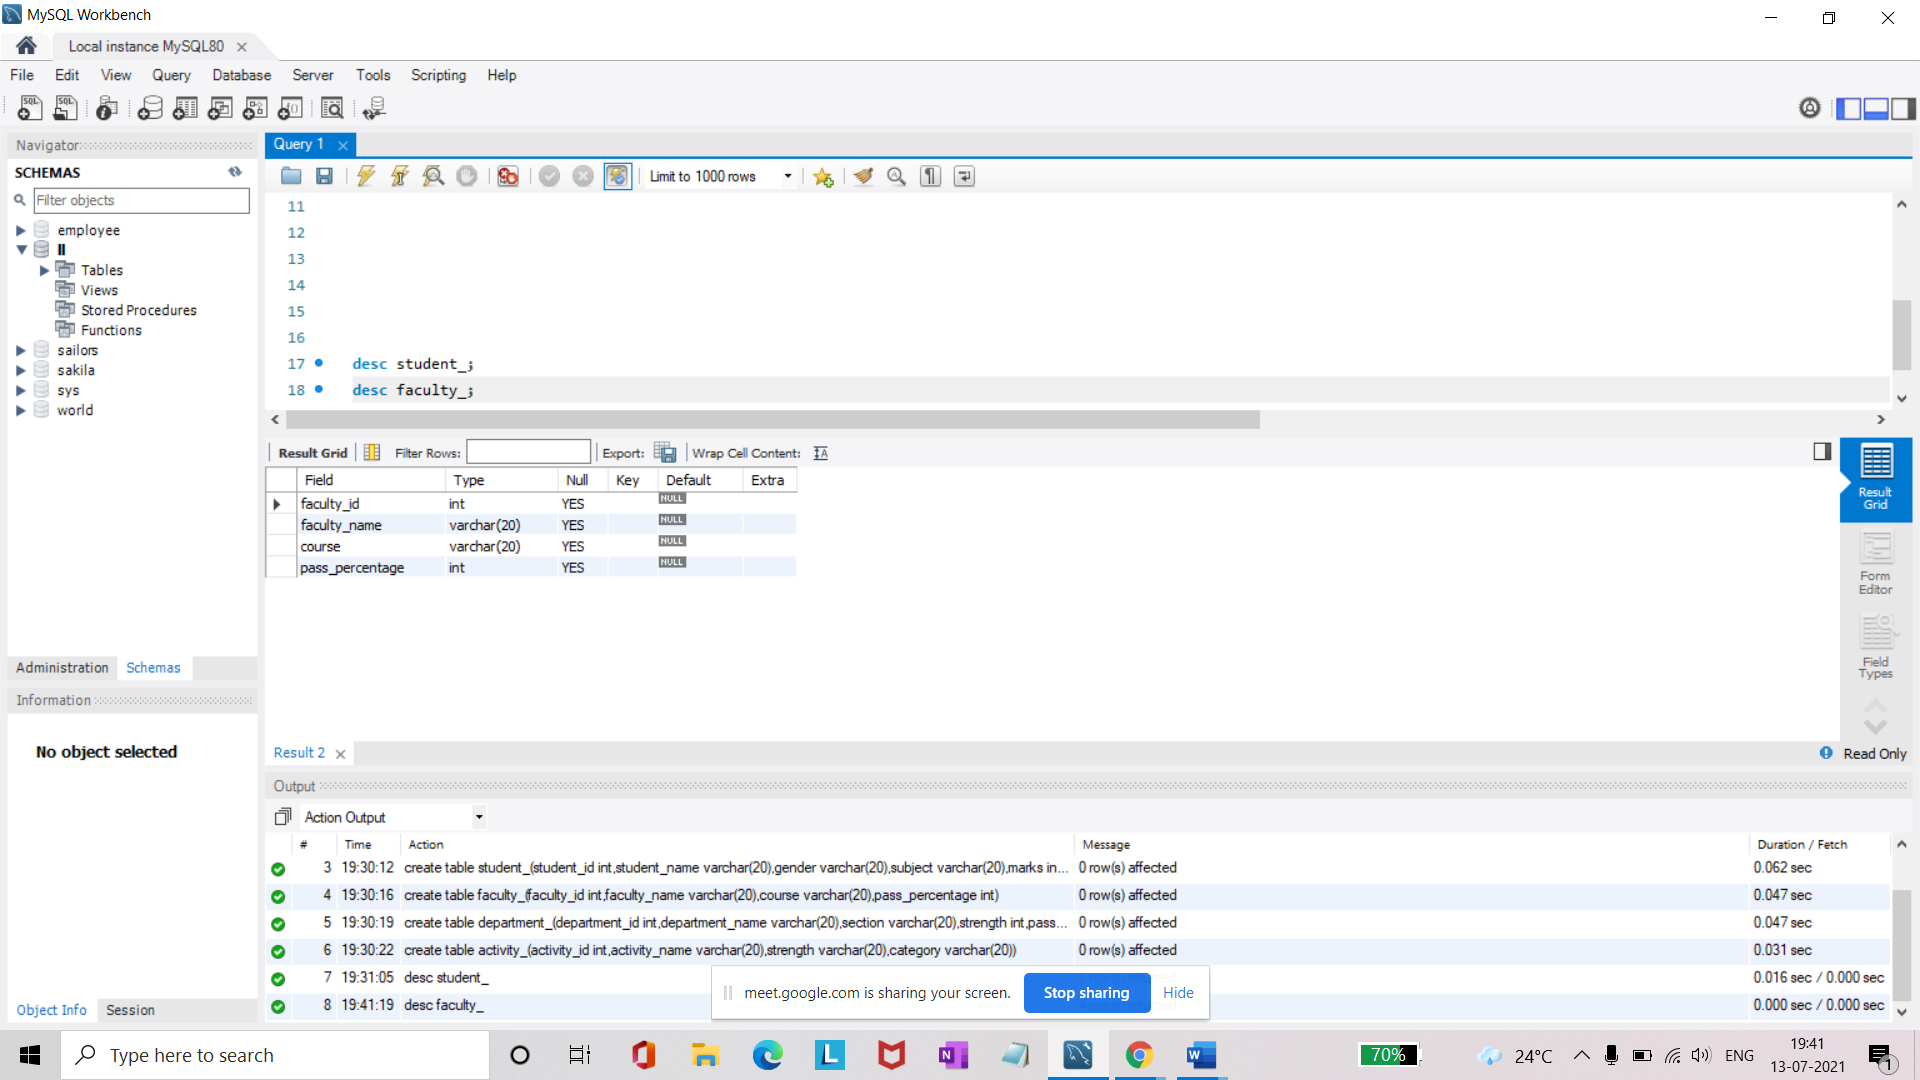 MySQL Workbench
Local instance MySQL80
File Edit View Query Database Server Tools Scripting Help
Navigator
SCHEMAS
Filter objects
employee
ll
Tables
Views
Stored Procedures
Functions
sailors
sakila
sys
world
Administration Schemas
Information
No object selected
Object Info Session
Query 1
Limit to 1000 rows
11
12
13
14
15
16
17 desc student_;
18 desc faculty_;
Result Grid Filter Rows: Export: Wrap Cell Content:
Field Type Null Key Default Extra
faculty_id int YES NULL
faculty_name varchar(20) YES NULL
course varchar(20) YES NULL
pass_percentage int YES NULL
Result Grid
Form Editor
Field Types
Result 2
Read Only
Output
Action Output
# Time Action Message Duration / Fetch
3 19:30:12 create table student_(student_id int,student_name varchar(20),gender varchar(20),subject varchar(20),marks in... 0 row(s) affected 0.062 sec
4 19:30:16 create table faculty_(faculty_id int,faculty_name varchar(20),course varchar(20),pass_percentage int) 0 row(s) affected 0.047 sec
5 19:30:19 create table department_(department_id int,department_name varchar(20),section varchar(20),strength int,pass... 0 row(s) affected 0.047 sec
6 19:30:22 create table activity_(activity_id int,activity_name varchar(20),strength varchar(20),category varchar(20)) 0 row(s) affected 0.031 sec
7 19:31:05 desc student_ 0.016 sec / 0.000 sec
8 19:41:19 desc faculty_ 0.000 sec / 0.000 sec
meet.google.com is sharing your screen. Stop sharing Hide
Type here to search
70%
24°C
ENG
19:41
13-07-2021
1